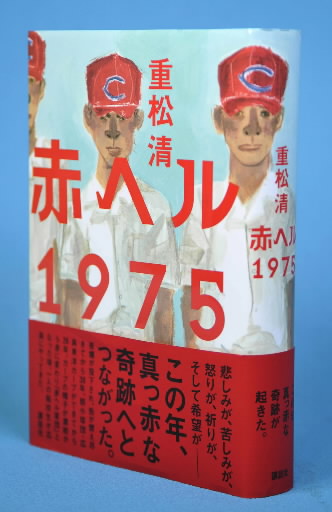 重松清
赤ヘル
1975
悲しみが、苦しみが、
怒りが、祈りが、
そして希望が――
この年、
真っ赤な
奇跡へと
つながった。
C
C
重松清
赤ヘル
1975
真っ赤な
奇跡が
起きた。
講談社